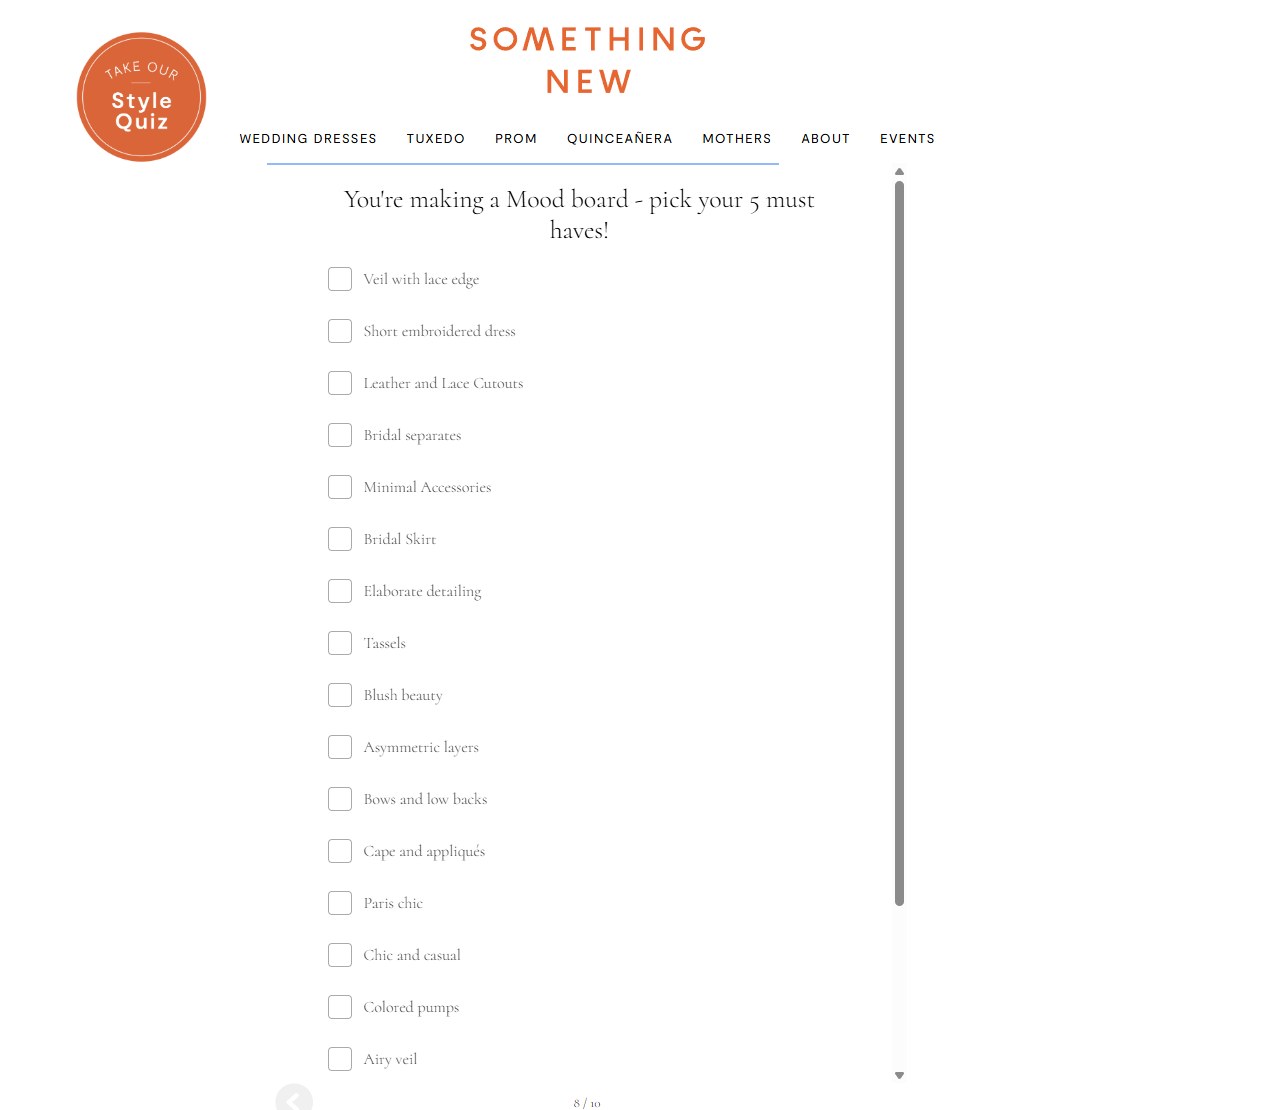 TAKE OUR
Style
Quiz
SOMETHING
NEW
WEDDING DRESSES TUXEDO PROM QUINCEAÑERA MOTHERS ABOUT EVENTS
You're making a Mood board - pick your 5 must
haves!
Veil with lace edge
Short embroidered dress
Leather and Lace Cutouts
Bridal separates
Minimal Accessories
Bridal Skirt
Elaborate detailing
Tassels
Blush beauty
Asymmetric layers
Bows and low backs
Cape and appliqués
Paris chic
Chic and casual
Colored pumps
Airy veil
8 / 10